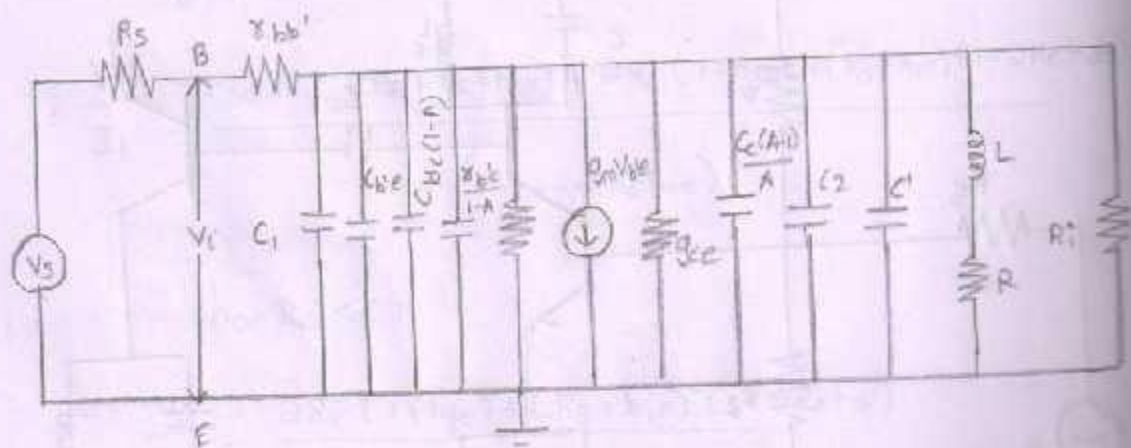 Rs
B
rbb'
Vs
Vi
C1
Cb'e
Cb'c(1-A)
rb'c
1-A
gmVb'e
gce
Cc(A-1)
A
C2
C'
L
R
Ri
E